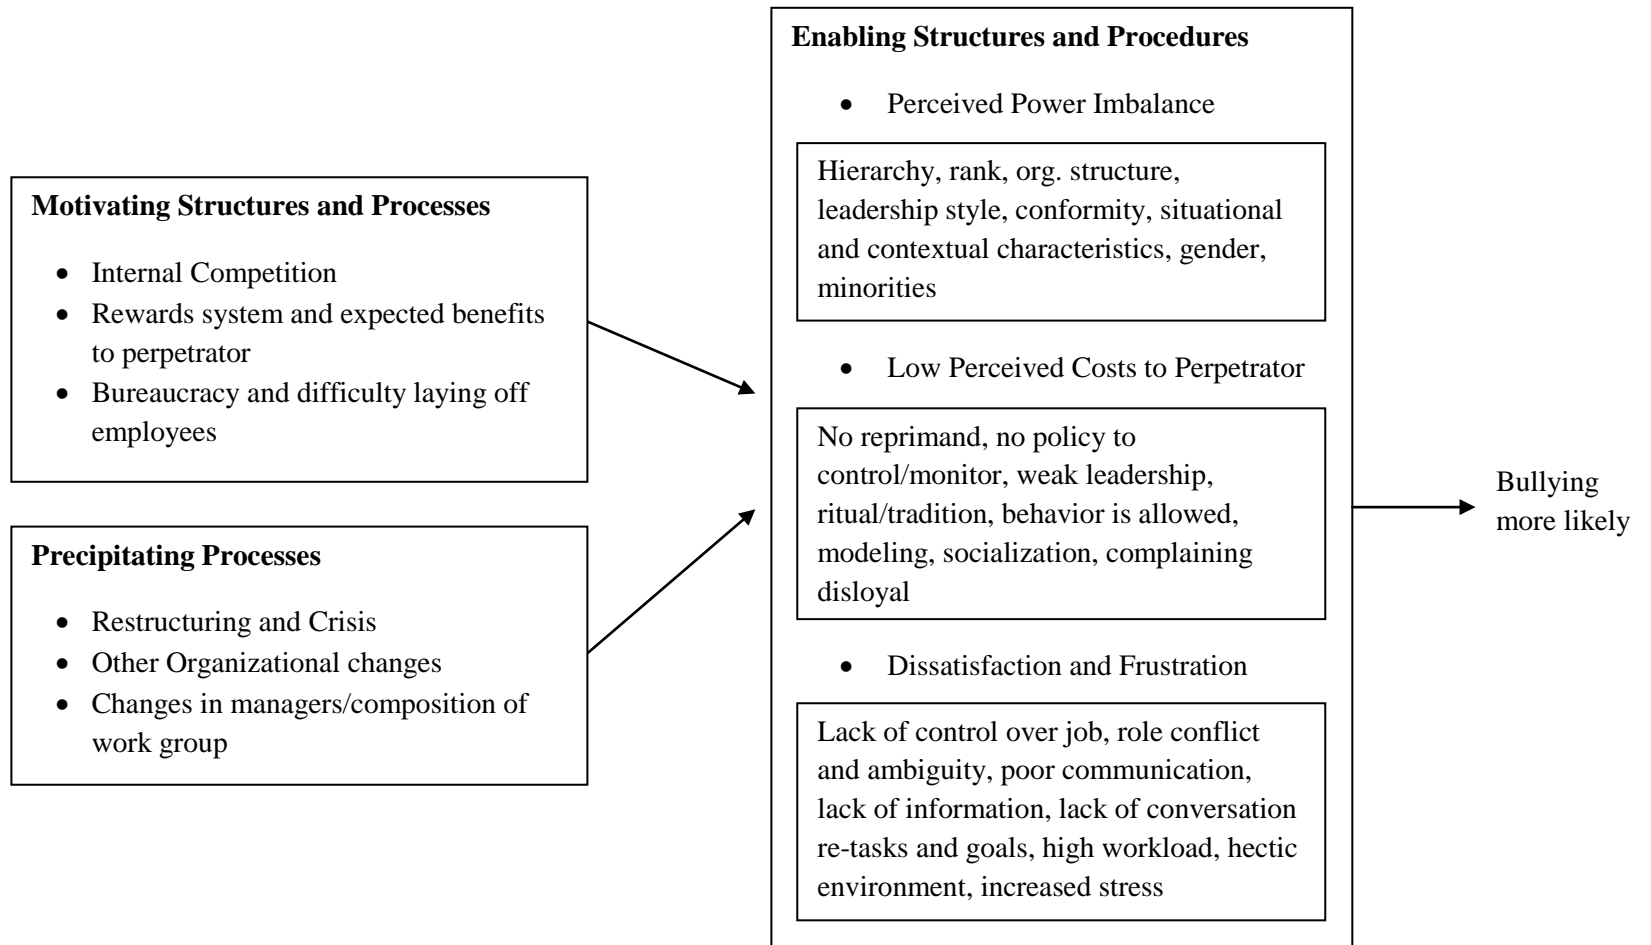 Motivating Structures and Processes
• Internal Competition
• Rewards system and expected benefits
to perpetrator
• Bureaucracy and difficulty laying off
employees
Precipitating Processes
• Restructuring and Crisis
• Other Organizational changes
• Changes in managers/composition of
work group
Enabling Structures and Procedures
• Perceived Power Imbalance
Hierarchy, rank, org. structure,
leadership style, conformity, situational
and contextual characteristics, gender,
minorities
• Low Perceived Costs to Perpetrator
No reprimand, no policy to
control/monitor, weak leadership,
ritual/tradition, behavior is allowed,
modeling, socialization, complaining
disloyal
• Dissatisfaction and Frustration
Lack of control over job, role conflict
and ambiguity, poor communication,
lack of information, lack of conversation
re-tasks and goals, high workload, hectic
environment, increased stress
Bullying
more likely